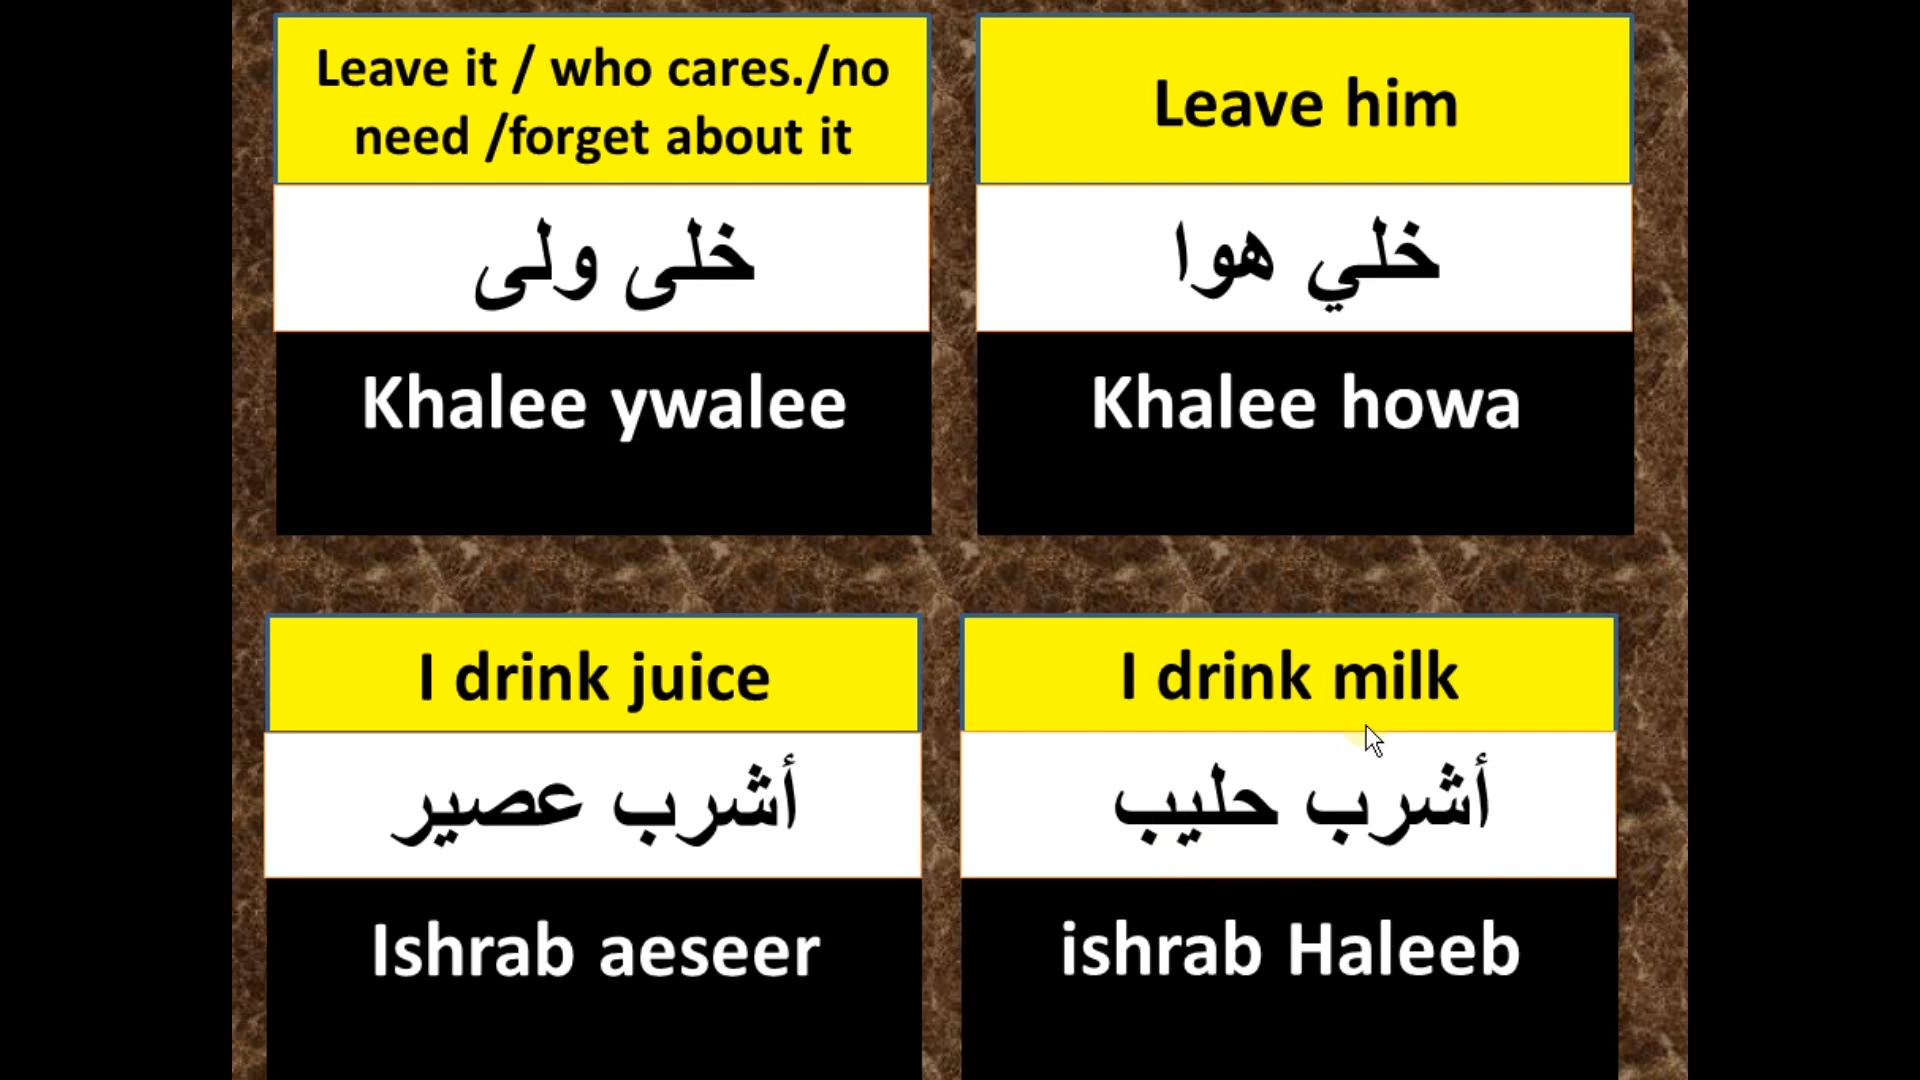 Leave it / who cares./no
need /forget about it
خلى ولى
Khalee ywalee
Leave him
خلي هوا
Khalee howa
I drink juice
أشرب عصير
Ishrab aeseer
I drink milk
أشرب حليب
ishrab Haleeb